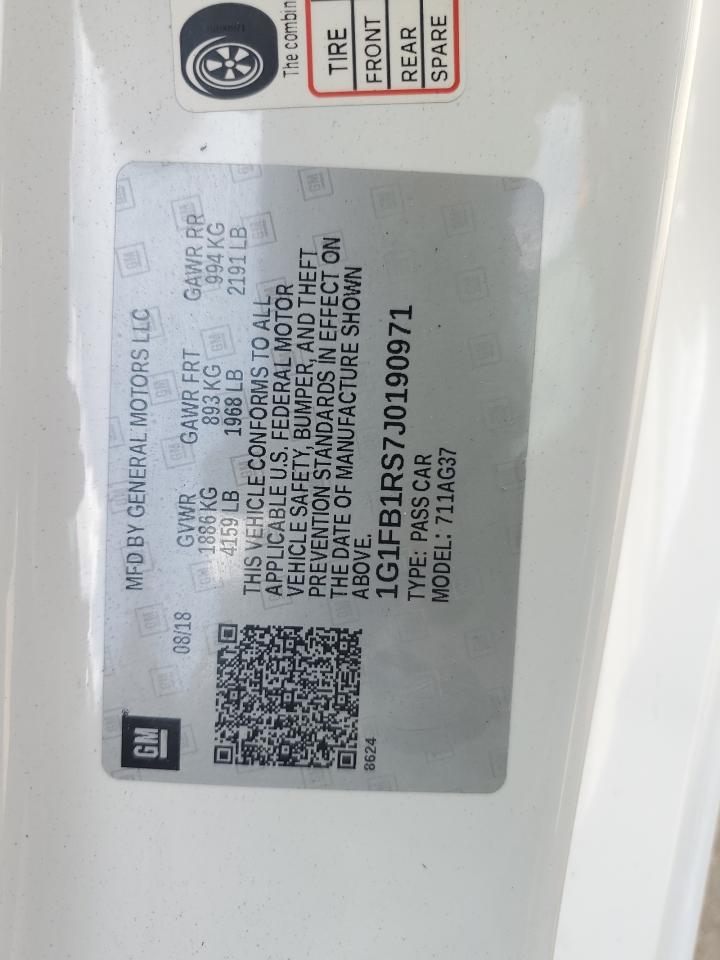 The combin
TIRE
FRONT
REAR
SPARE
GM
MFD BY GENERAL MOTORS LLC
08/18
GVWR GAWR FRT GAWR RR
1886KG 893 KG 994 KG
4159 LB 1968 LB 2191 LB
THIS VEHICLE CONFORMS TO ALL
APPLICABLE U.S. FEDERAL MOTOR
VEHICLE SAFETY, BUMPER, AND THEFT
PREVENTION STANDARDS IN EFFECT ON
THE DATE OF MANUFACTURE SHOWN
ABOVE.
1G1FB1RS7J0190971
TYPE: PASS CAR
MODEL: 711AG37
8624